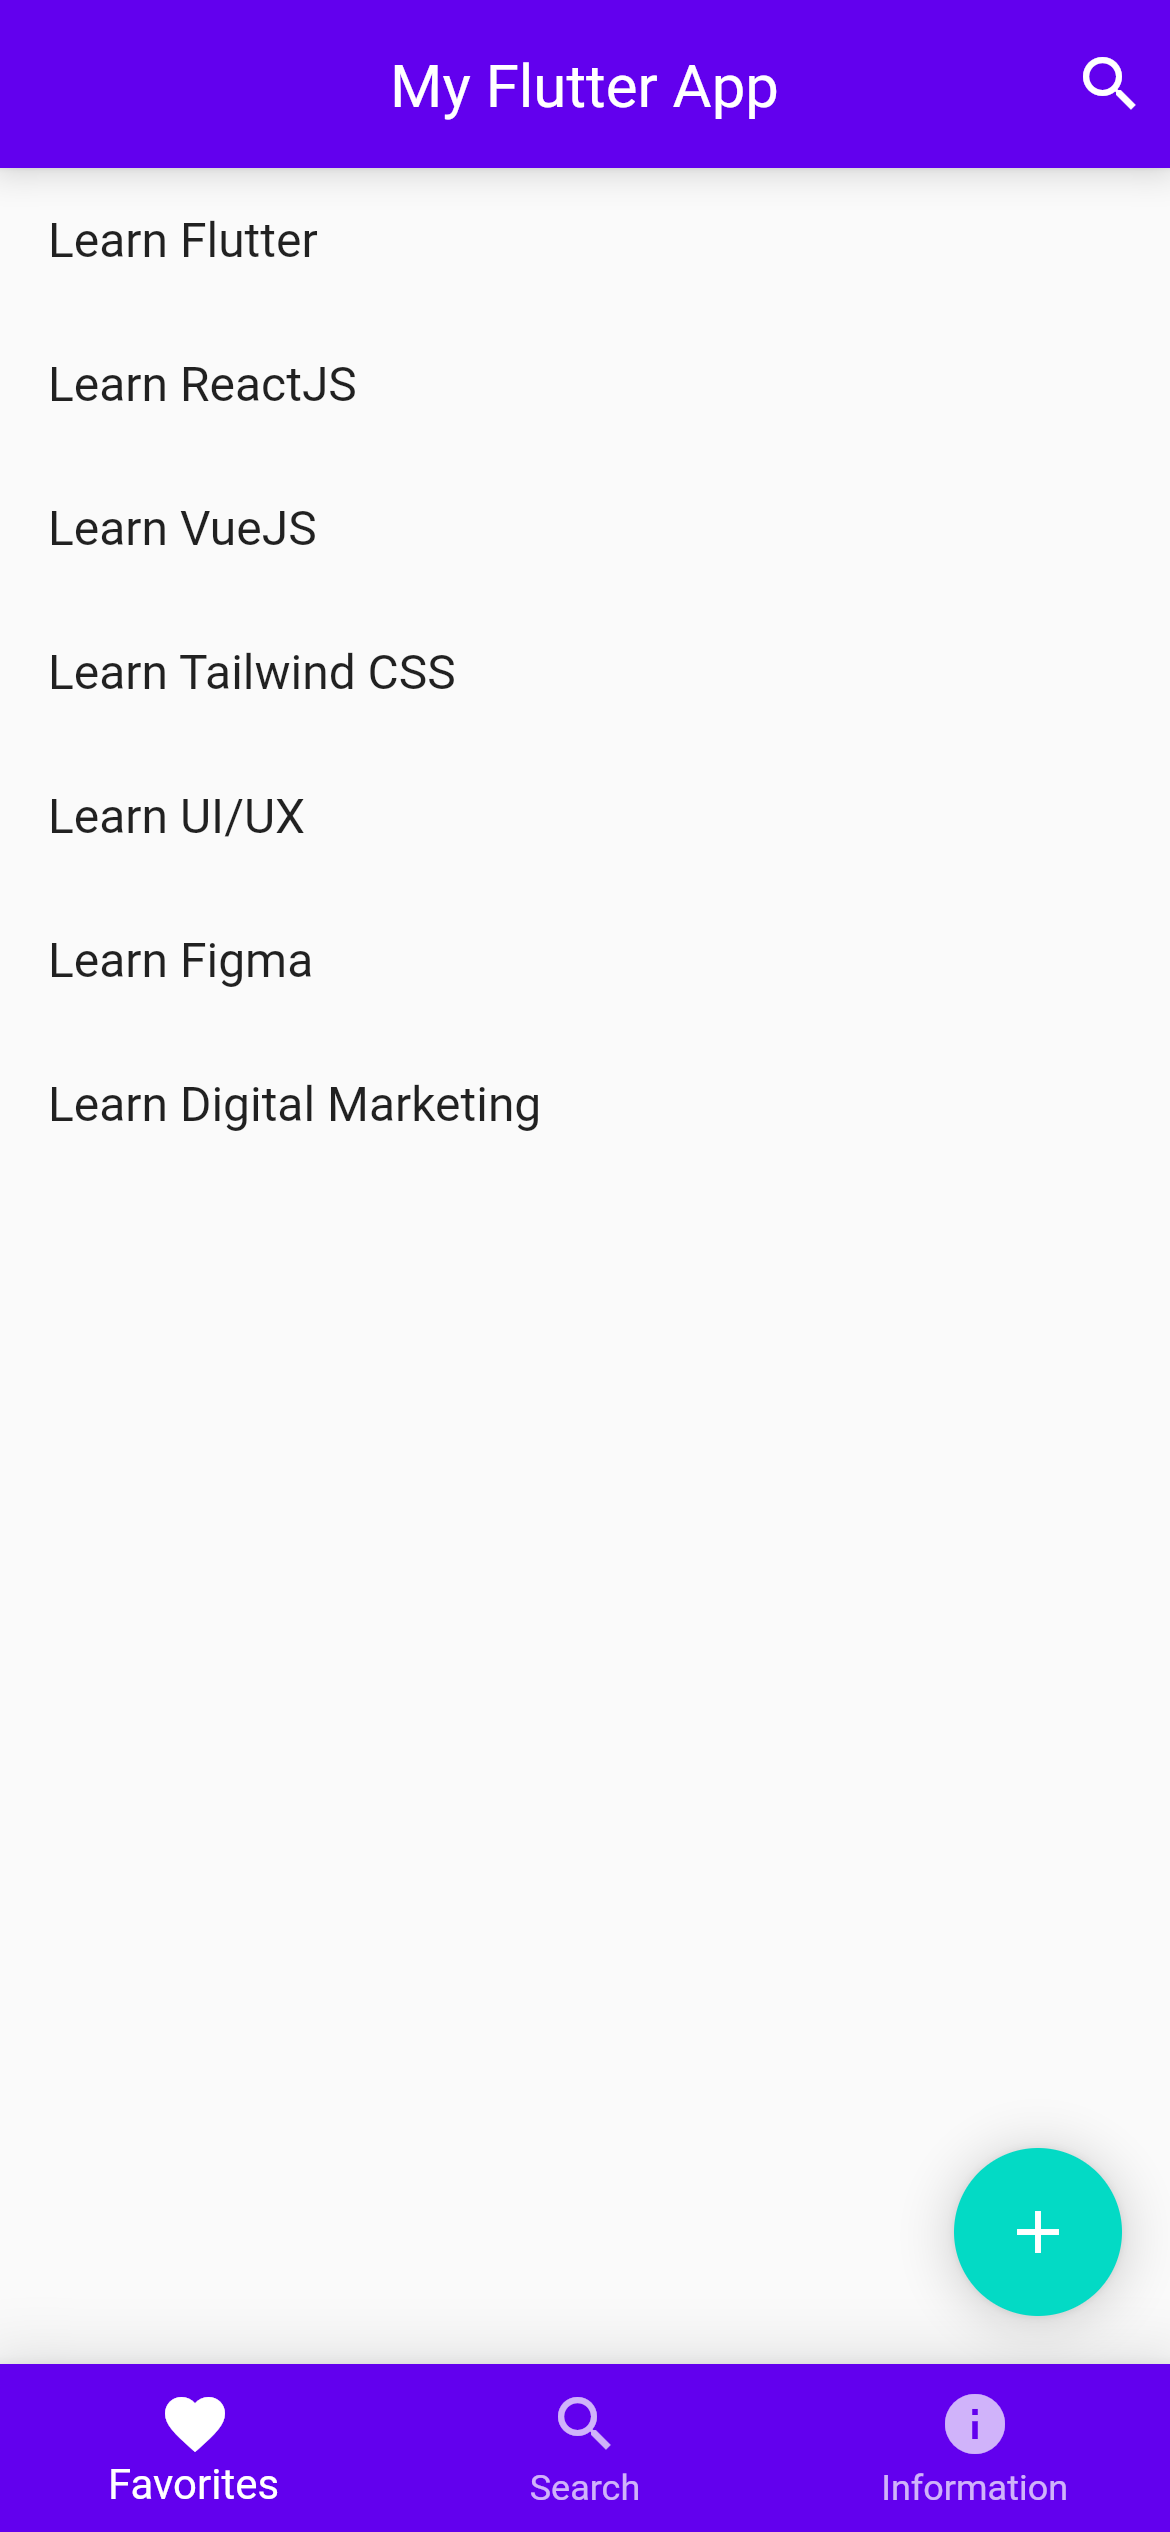 My Flutter App
Learn Flutter
Learn ReactJS
Learn VueJS
Learn Tailwind CSS
Learn UI/UX
Learn Figma
Learn Digital Marketing
Favorites
Search
Information